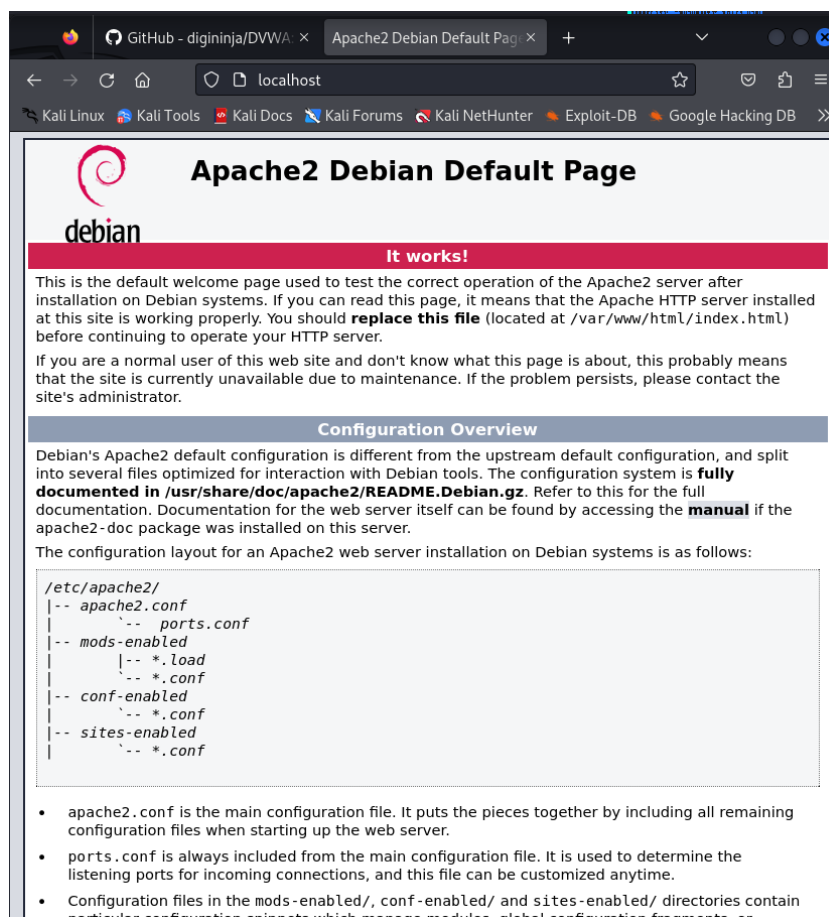 GitHub - digininja/DVWA:
Apache2 Debian Default Page
localhost
Kali Linux Kali Tools Kali Docs Kali Forums Kali NetHunter Exploit-DB Google Hacking DB
Apache2 Debian Default Page
debian
It works!
This is the default welcome page used to test the correct operation of the Apache2 server after
installation on Debian systems. If you can read this page, it means that the Apache HTTP server installed
at this site is working properly. You should replace this file (located at /var/www/html/index.html)
before continuing to operate your HTTP server.
If you are a normal user of this web site and don't know what this page is about, this probably means
that the site is currently unavailable due to maintenance. If the problem persists, please contact the
site's administrator.
Configuration Overview
Debian's Apache2 default configuration is different from the upstream default configuration, and split
into several files optimized for interaction with Debian tools. The configuration system is fully
documented in /usr/share/doc/apache2/README.Debian.gz. Refer to this for the full
documentation. Documentation for the web server itself can be found by accessing the manual if the
apache2-doc package was installed on this server.
The configuration layout for an Apache2 web server installation on Debian systems is as follows:
/etc/apache2/
|-- apache2.conf
|       `--  ports.conf
|-- mods-enabled
|       |-- *.load
|       `-- *.conf
|-- conf-enabled
|       `-- *.conf
|-- sites-enabled
|       `-- *.conf
• apache2.conf is the main configuration file. It puts the pieces together by including all remaining
configuration files when starting up the web server.
• ports.conf is always included from the main configuration file. It is used to determine the
listening ports for incoming connections, and this file can be customized anytime.
• Configuration files in the mods-enabled/, conf-enabled/ and sites-enabled/ directories contain
particular configuration snippets which manage modules, global configuration fragments, or